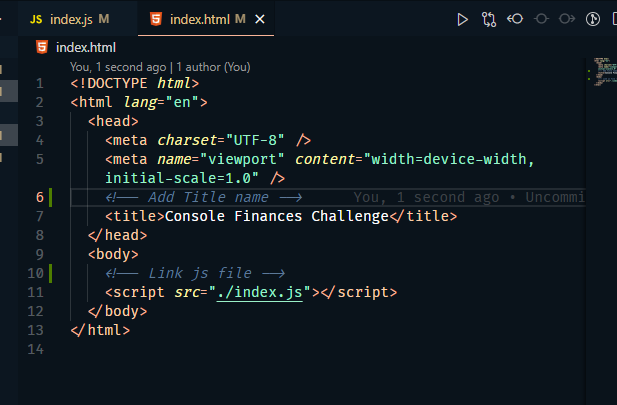 JS index.js M
index.html M
index.html
You, 1 second ago | 1 author (You)
1 <!DOCTYPE html>
2 <html lang="en">
3 <head>
4 <meta charset="UTF-8" />
5 <meta name="viewport" content="width=device-width,
initial-scale=1.0" />
6 <!-- Add Title name --> You, 1 second ago • Uncommi
7 <title>Console Finances Challenge</title>
8 </head>
9 <body>
10 <!-- Link js file -->
11 <script src="./index.js"></script>
12 </body>
13 </html>
14